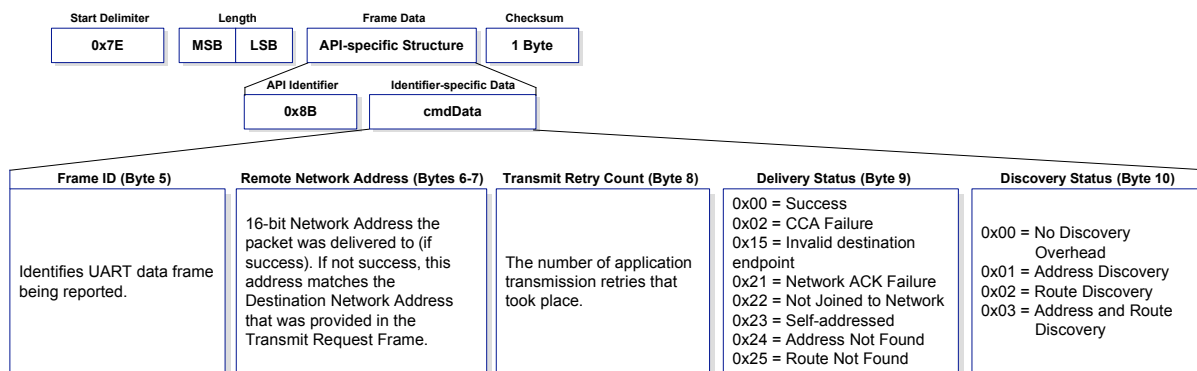 Start Delimiter
Length
Frame Data
Checksum
0x7E
MSB
LSB
API-specific Structure
1 Byte
API Identifier
Identifier-specific Data
0x8B
cmdData
Frame ID (Byte 5)
Identifies UART data frame
being reported.
Remote Network Address (Bytes 6-7)
16-bit Network Address the
packet was delivered to (if
success). If not success, this
address matches the
Destination Network Address
that was provided in the
Transmit Request Frame.
Transmit Retry Count (Byte 8)
The number of application
transmission retries that
took place.
Delivery Status (Byte 9)
0x00 = Success
0x02 = CCA Failure
0x15 = Invalid destination
endpoint
0x21 = Network ACK Failure
0x22 = Not Joined to Network
0x23 = Self-addressed
0x24 = Address Not Found
0x25 = Route Not Found
Discovery Status (Byte 10)
0x00 = No Discovery
Overhead
0x01 = Address Discovery
0x02 = Route Discovery
0x03 = Address and Route
Discovery